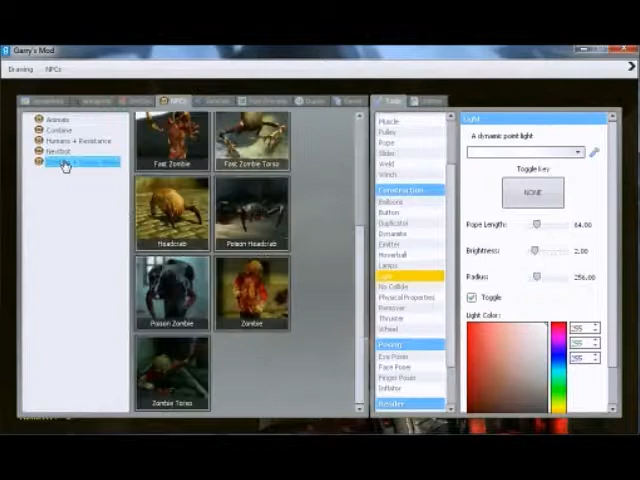 Garry's Mod
Drawing NPCs
NPCs
Tools
Animals
Combine
Humans + Resistance
Nextbot
Fast Zombie
Fast Zombie Torso
Headcrab
Poison Headcrab
Poison Zombie
Zombie
Zombie Torso
Muscle
Pulley
Rope
Slider
Weld
Winch
Construction
Balloons
Button
Duplicator
Dynamite
Emitter
Hoverball
Lamps
Light
No Collide
Physical Properties
Remover
Thruster
Wheel
Posing
Eye Poser
Face Poser
Finger Poser
Inflator
Render
Light
A dynamic point light
Toggle key
NONE
Rope Length: 64.00
Brightness: 2.00
Radius: 256.00
Toggle
Light Color:
255
255
255